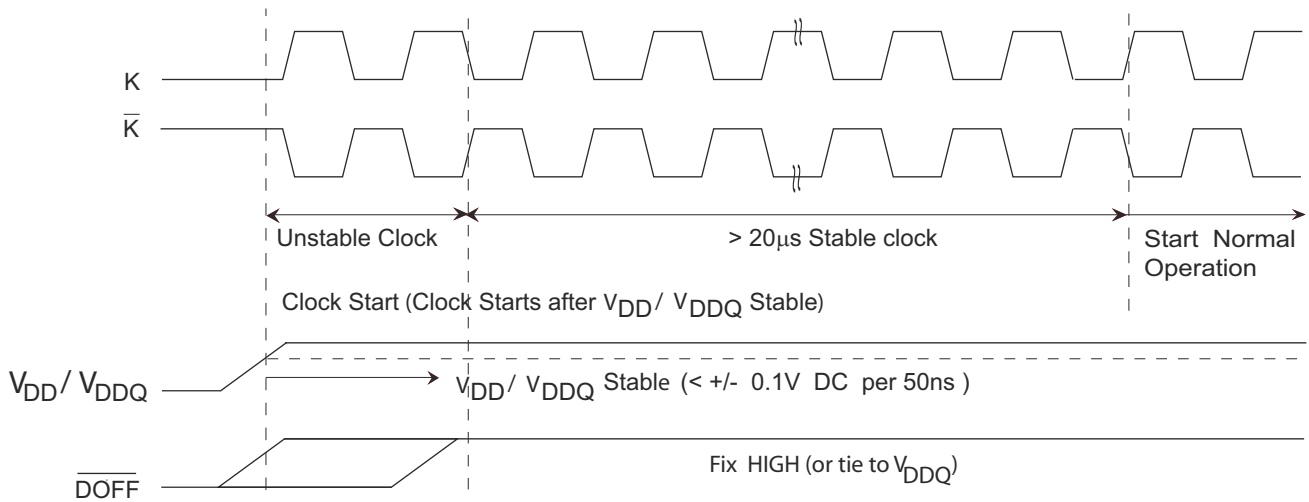 K
K
Unstable Clock
> 20μs Stable clock
Start Normal
Operation
Clock Start (Clock Starts after VDD / VDDQ Stable)
VDD / VDDQ
VDD / VDDQ Stable (< +/- 0.1V DC per 50ns )
DOFF
Fix HIGH (or tie to VDDQ)